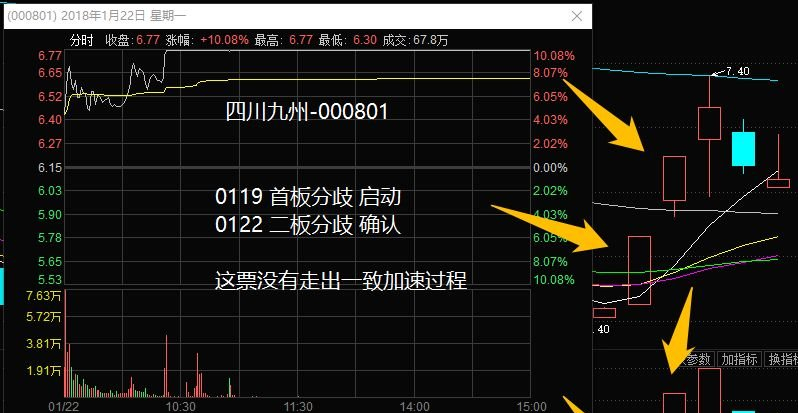 (000801) 2018年1月22日 星期一
分时 收盘: 6.77 涨幅: +10.08% 最高: 6.77 最低: 6.30 成交: 67.8万
6.77
6.65
6.52
6.40
6.27
6.15
6.03
5.90
5.78
5.65
5.53
7.63万
5.72万
3.81万
1.91万
10.08%
8.07%
6.05%
4.03%
2.02%
0.00%
2.02%
4.03%
6.05%
8.07%
10.08%
四川九州-000801
0119 首板分歧 启动
0122 二板分歧 确认
这票没有走出一致加速过程
01/22 10:30 11:30 14:00 15:00
7.40
.40
参数 加指标 换指标